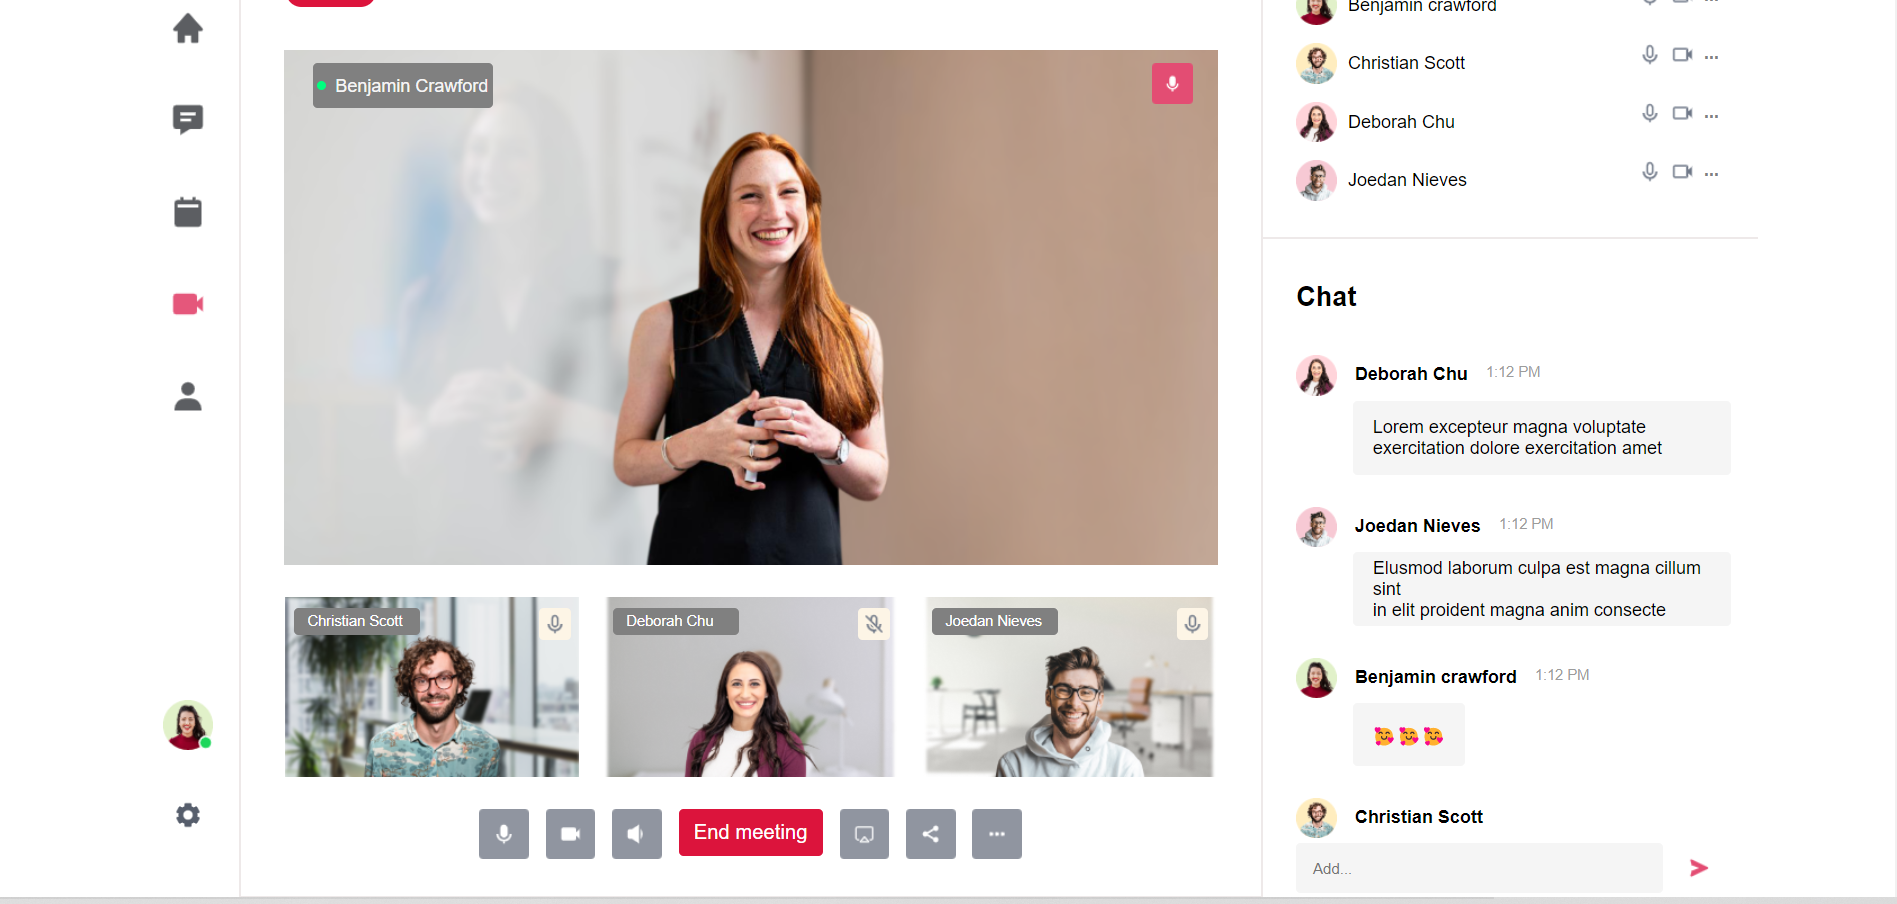 Benjamin Crawford
Christian Scott
Deborah Chu
Joedan Nieves
End meeting
Benjamin crawford
Christian Scott
Deborah Chu
Joedan Nieves
Chat
Deborah Chu 1:12 PM
Lorem excepteur magna voluptate
exercitation dolore exercitation amet
Joedan Nieves 1:12 PM
Elusmod laborum culpa est magna cillum
sint
in elit proident magna anim consecte
Benjamin crawford 1:12 PM
🥰🥰🥰
Christian Scott
Add...